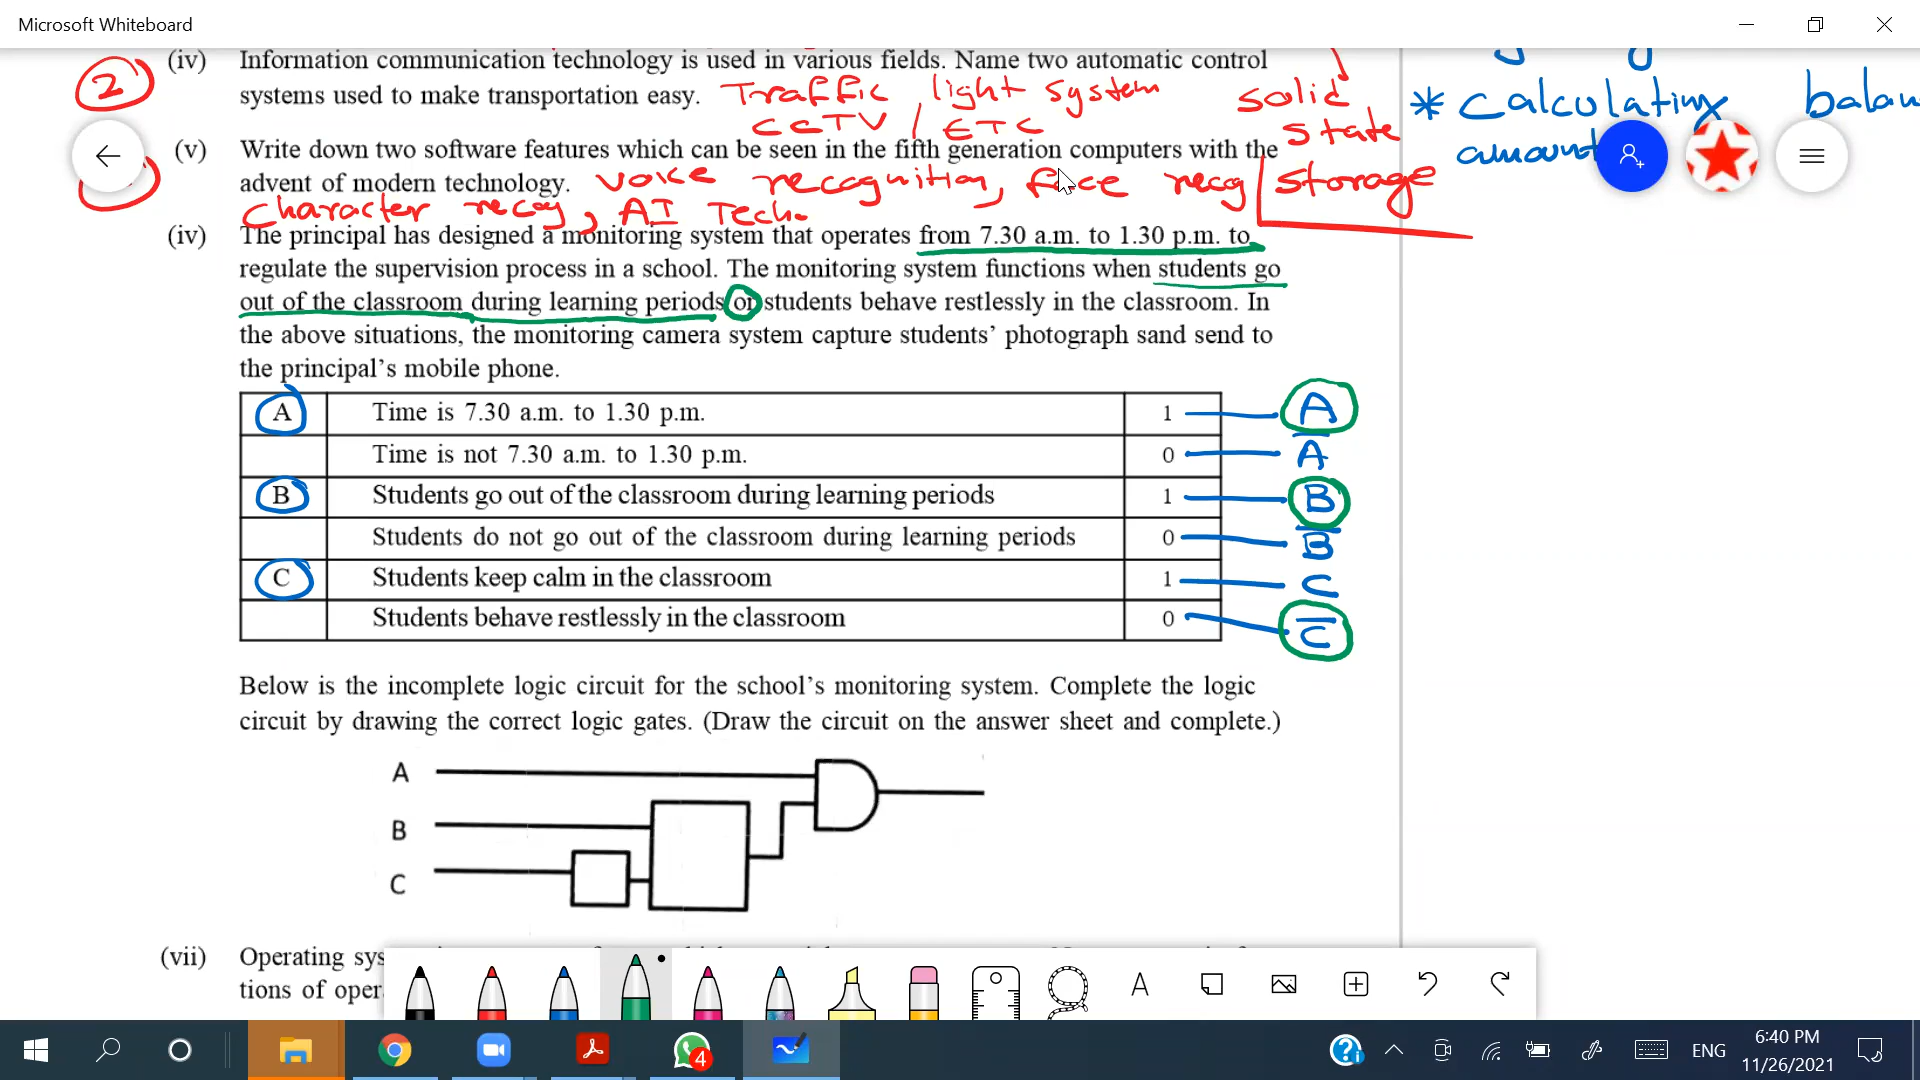 Microsoft Whiteboard
(iv) Information communication technology is used in various fields. Name two automatic control
systems used to make transportation easy. Traffic light system
CCTV / ETC
solid
state
storage
* calculating balan
amount
2
(v) Write down two software features which can be seen in the fifth generation computers with the
advent of modern technology. voice recognition, face recog
character recog, AI Tech.
(iv) The principal has designed a monitoring system that operates from 7.30 a.m. to 1.30 p.m. to
regulate the supervision process in a school. The monitoring system functions when students go
out of the classroom during learning periods or students behave restlessly in the classroom. In
the above situations, the monitoring camera system capture students’ photograph sand send to
the principal’s mobile phone.
A Time is 7.30 a.m. to 1.30 p.m. 1 A
Time is not 7.30 a.m. to 1.30 p.m. 0 A̅
B Students go out of the classroom during learning periods 1 B
Students do not go out of the classroom during learning periods 0 B̅
C Students keep calm in the classroom 1 C
Students behave restlessly in the classroom 0 C̅
Below is the incomplete logic circuit for the school’s monitoring system. Complete the logic
circuit by drawing the correct logic gates. (Draw the circuit on the answer sheet and complete.)
A
B
C
(vii) Operating sys
tions of oper
A
4
ENG
6:40 PM
11/26/2021